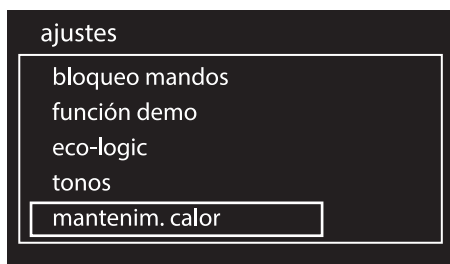 ajustes
bloqueo mandos
función demo
eco-logic
tonos
mantenim. calor